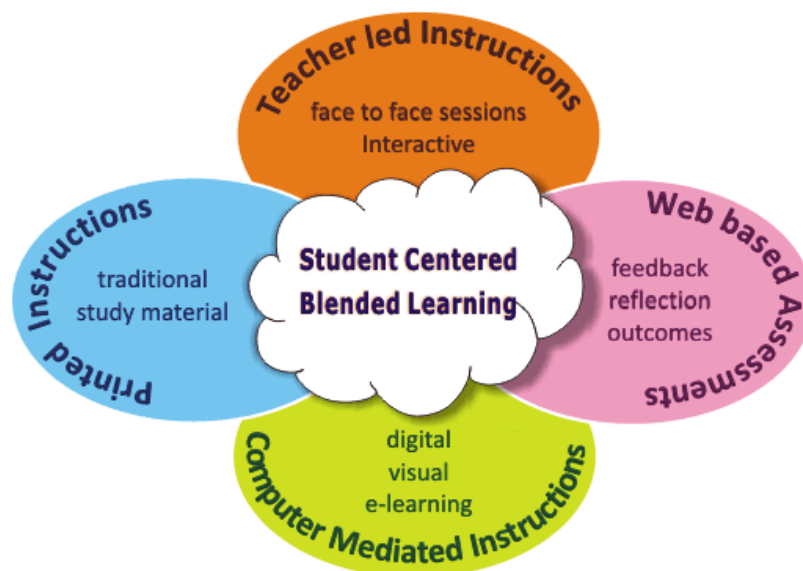 Teacher led Instructions
face to face sessions
Interactive
Printed Instructions
traditional
study material
Student Centered
Blended Learning
Web based Assessments
feedback
reflection
outcomes
digital
visual
e-learning
Computer Mediated Instructions